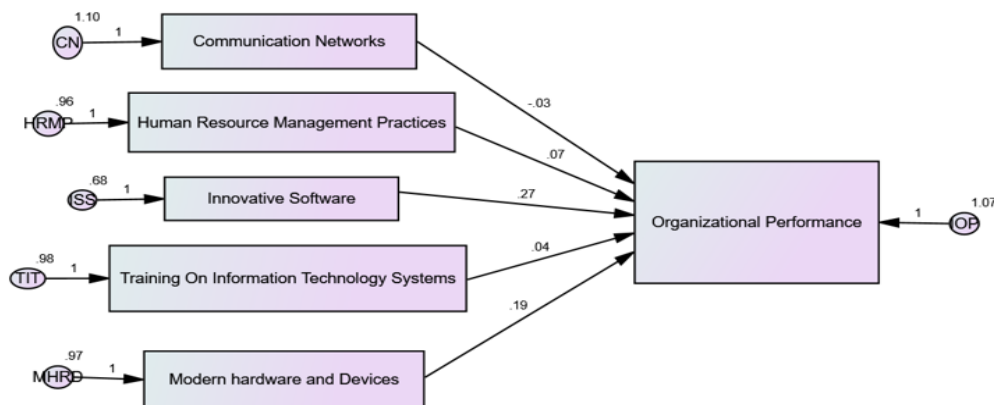 1.10
CN
1
Communication Networks
-.03
.96
HRMP
1
Human Resource Management Practices
.07
.68
ISS
1
Innovative Software
.27
Organizational Performance
1
1.07
IOP
.98
TIT
1
Training On Information Technology Systems
.04
.19
.97
MHRD
1
Modern hardware and Devices